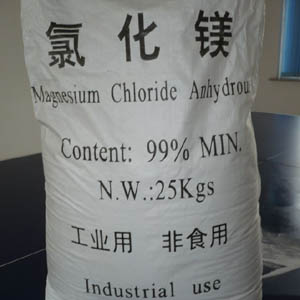 氯化镁
Magnesium Chloride Anhydrou
Content: 99% MIN.
N.W.:25Kgs
工业用 非食用
Industrial use